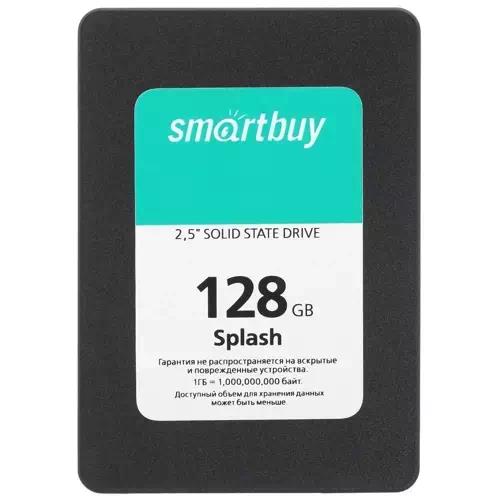 smartbuy
2,5" SOLID STATE DRIVE
128 GB
Splash
Гарантия не распространяется на вскрытые
и поврежденные устройства.
1ГБ = 1,000,000,000 байт.
Доступный объем для хранения данных
может быть меньше.